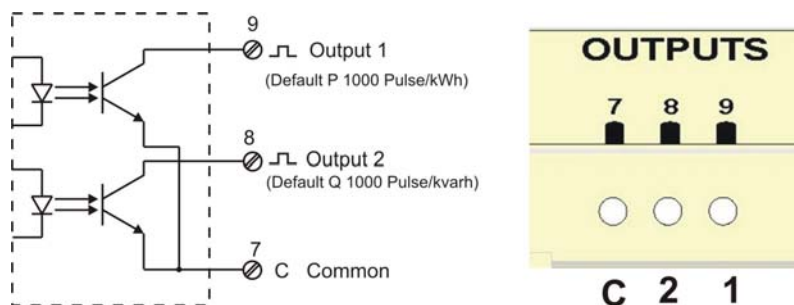 9
Output 1
(Default P 1000 Pulse/kWh)
8
Output 2
(Default Q 1000 Pulse/kvarh)
7
C Common
OUTPUTS
7 8 9
C 2 1